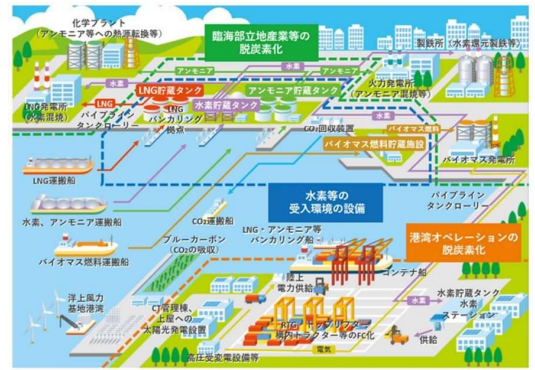 化学プラント
(アンモニア等への熱源転換等)
臨海部立地産業等の
脱炭素化
製鉄所(水素還元製鉄等)
水素
アンモニア
アンモニア
水素
LNG貯蔵タンク
アンモニア貯蔵タンク
火力発電所
(アンモニア混焼等)
LNG発電所
(水素混焼)
LNG
パイプライン
タンクローリー
LNG
バンカリング
拠点
水素貯蔵タンク
CO₂回収装置
水素
バイオマス燃料
バイオマス燃料貯蔵施設
バイオマス発電所
LNG運搬船
水素等の
受入環境の設備
パイプライン
タンクローリー
水素、アンモニア運搬船
CO₂運搬船
LNG・アンモニア等
バンカリング船
港湾オペレーションの
脱炭素化
バイオマス燃料運搬船
ブルーカーボン
(CO₂の吸収)
コンテナ船
陸上
電力供給
洋上風力
基地港湾
CT管理棟、
上屋への
太陽光発電設置
水素
水素貯蔵タンク
水素
ステーション
RTG、トップリフター
構内トラクター等のFC化
供給
電気
高圧受変電設備等